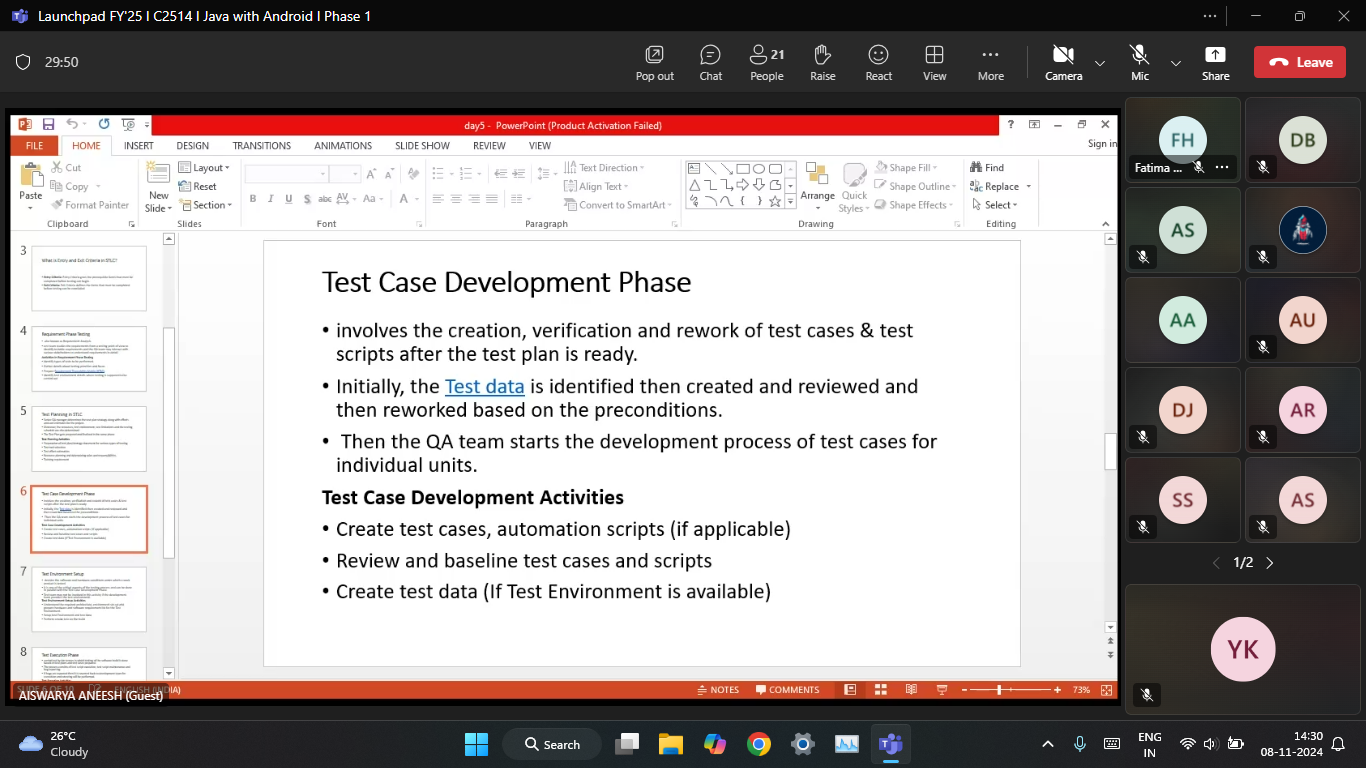 Launchpad FY'25 I C2514 I Java with Android I Phase 1
29:50
Pop out
Chat
People
21
Raise
React
View
More
Camera
Mic
Share
Leave
day5 - PowerPoint (Product Activation Failed)
FILE
HOME
INSERT
DESIGN
TRANSITIONS
ANIMATIONS
SLIDE SHOW
REVIEW
VIEW
Sign in
Paste
Cut
Copy
Format Painter
Clipboard
New
Slide
Layout
Reset
Section
Slides
B I U S abc AV Aa A
Font
Text Direction
Align Text
Convert to SmartArt
Paragraph
Arrange
Quick
Styles
Shape Fill
Shape Outline
Shape Effects
Drawing
Find
Replace
Select
Editing
3
What is Entry and Exit Criteria in STLC?
4
Requirement Phase Testing
5
Test Planning in STLC
6
Test Case Development Phase
7
Test Environment Setup
8
Test Execution Phase
Test Case Development Phase
• involves the creation, verification and rework of test cases & test
scripts after the test plan is ready.
• Initially, the Test data is identified then created and reviewed and
then reworked based on the preconditions.
• Then the QA team starts the development process of test cases for
individual units.
Test Case Development Activities
• Create test cases, automation scripts (if applicable)
• Review and baseline test cases and scripts
• Create test data (If Test Environment is available)
AISWARYA ANEESH (Guest)
NOTES
COMMENTS
73%
FH
Fatima ...
DB
AS
AA
AU
DJ
AR
SS
AS
1/2
YK
26°C
Cloudy
Search
ENG
IN
14:30
08-11-2024